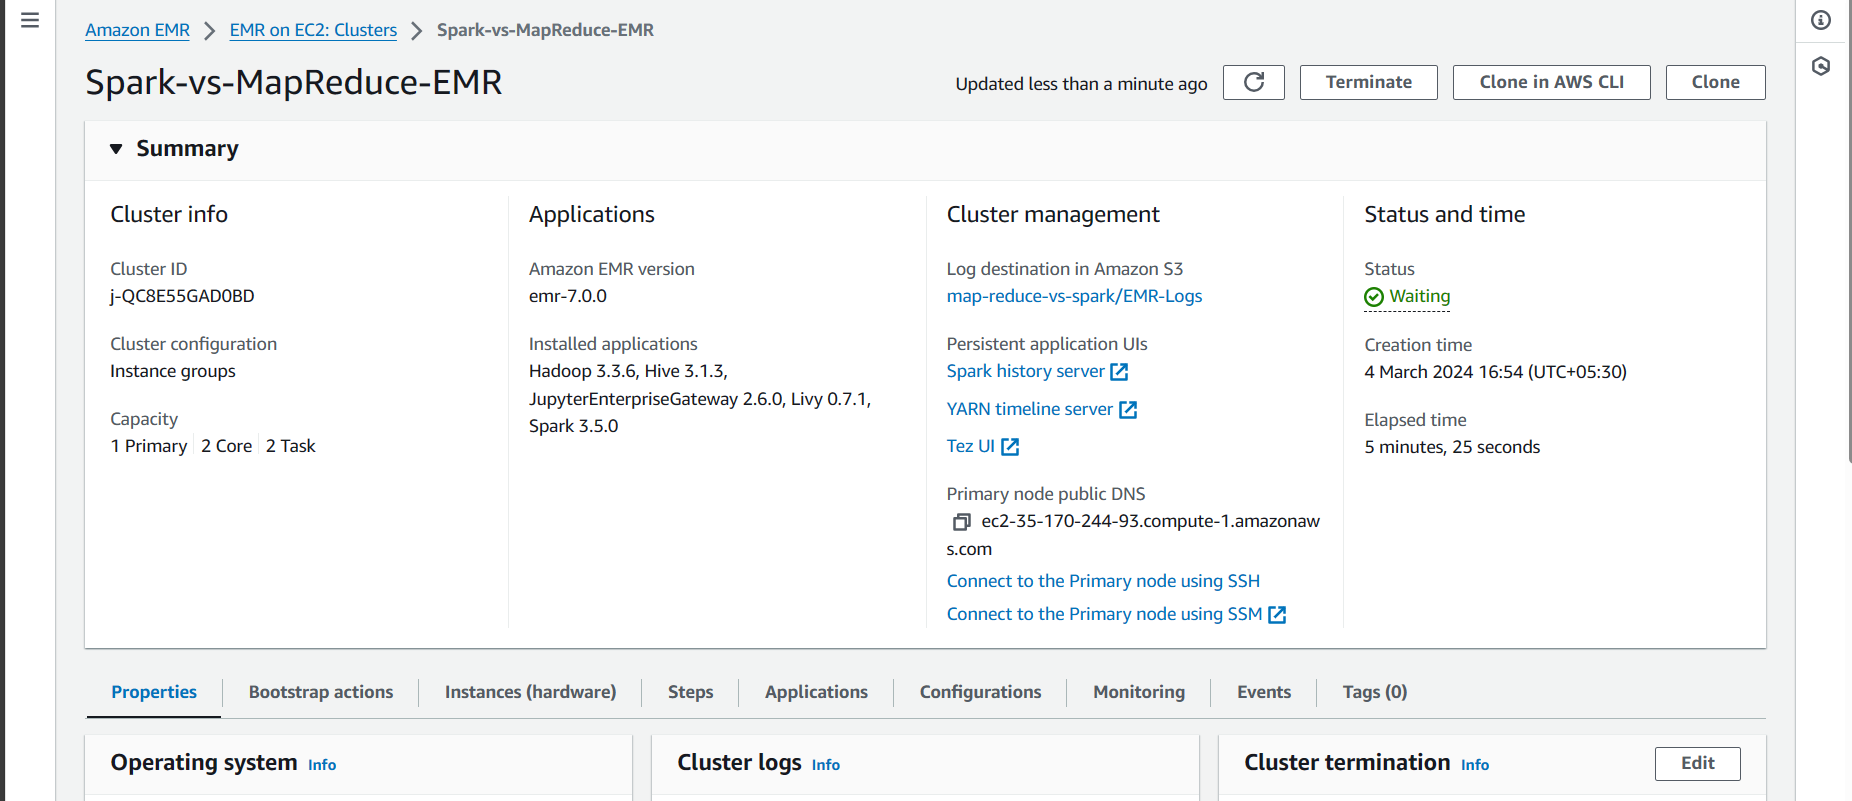 Amazon EMR > EMR on EC2: Clusters > Spark-vs-MapReduce-EMR
Spark-vs-MapReduce-EMR
Updated less than a minute ago
Terminate
Clone in AWS CLI
Clone
Summary
Cluster info
Cluster ID
j-QC8E55GAD0BD
Cluster configuration
Instance groups
Capacity
1 Primary 2 Core 2 Task
Applications
Amazon EMR version
emr-7.0.0
Installed applications
Hadoop 3.3.6, Hive 3.1.3,
JupyterEnterpriseGateway 2.6.0, Livy 0.7.1,
Spark 3.5.0
Cluster management
Log destination in Amazon S3
map-reduce-vs-spark/EMR-Logs
Persistent application UIs
Spark history server
YARN timeline server
Tez UI
Primary node public DNS
ec2-35-170-244-93.compute-1.amazonaw
s.com
Connect to the Primary node using SSH
Connect to the Primary node using SSM
Status and time
Status
Waiting
Creation time
4 March 2024 16:54 (UTC+05:30)
Elapsed time
5 minutes, 25 seconds
Properties
Bootstrap actions
Instances (hardware)
Steps
Applications
Configurations
Monitoring
Events
Tags (0)
Operating system Info
Cluster logs Info
Cluster termination Info
Edit